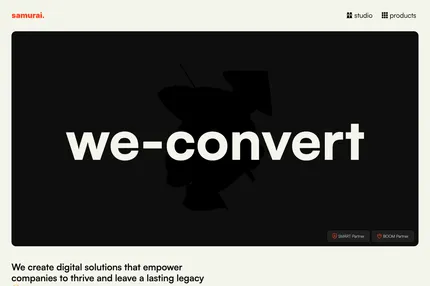 samurai.
studio
products
we-convert
SMART Partner
BOOM Partner
We create digital solutions that empower
companies to thrive and leave a lasting legacy